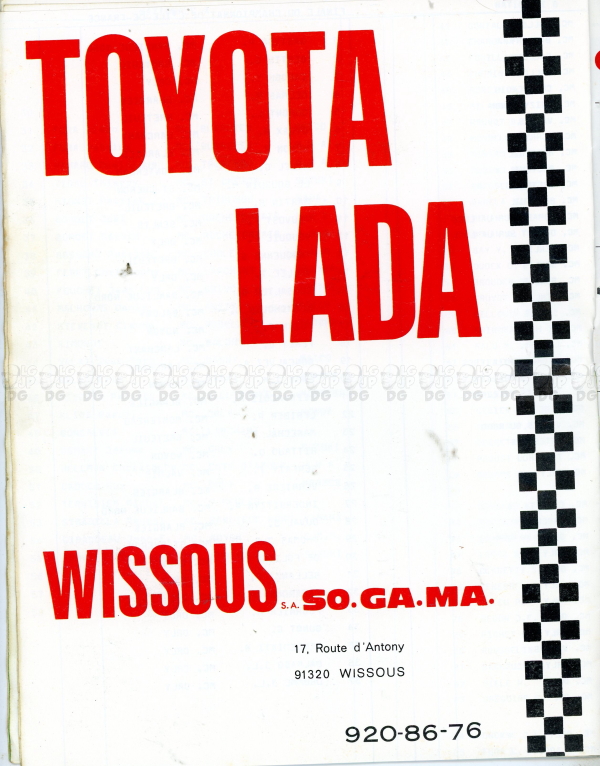 TOYOTA
LADA
WISSOUS S.A. SO.GA.MA.
17, Route d'Antony
91320 WISSOUS
920-86-76